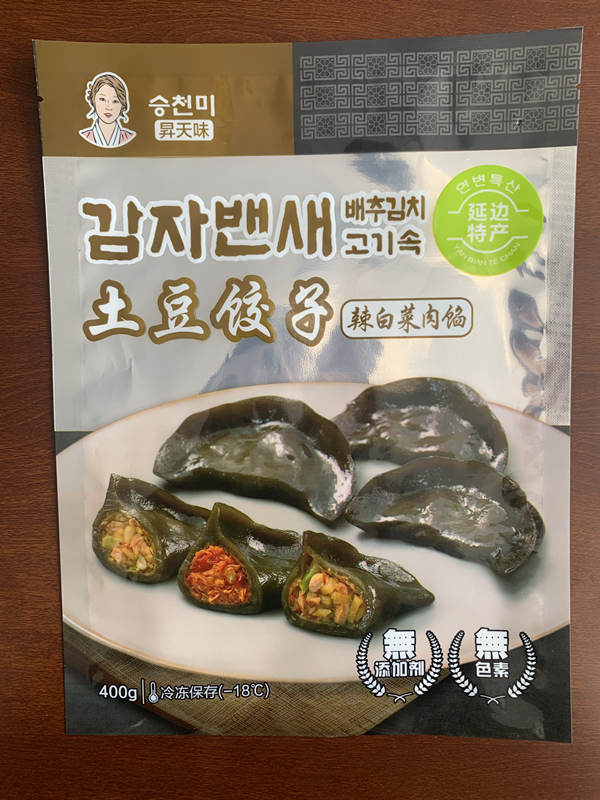 승천미
昇天味
감자밴새
배추김치
고기속
연변특산
延边
特产
YAN BIAN TE CHAN
土豆饺子
辣白菜肉馅
400g
冷冻保存(-18℃)
無
添加剂
無
色素